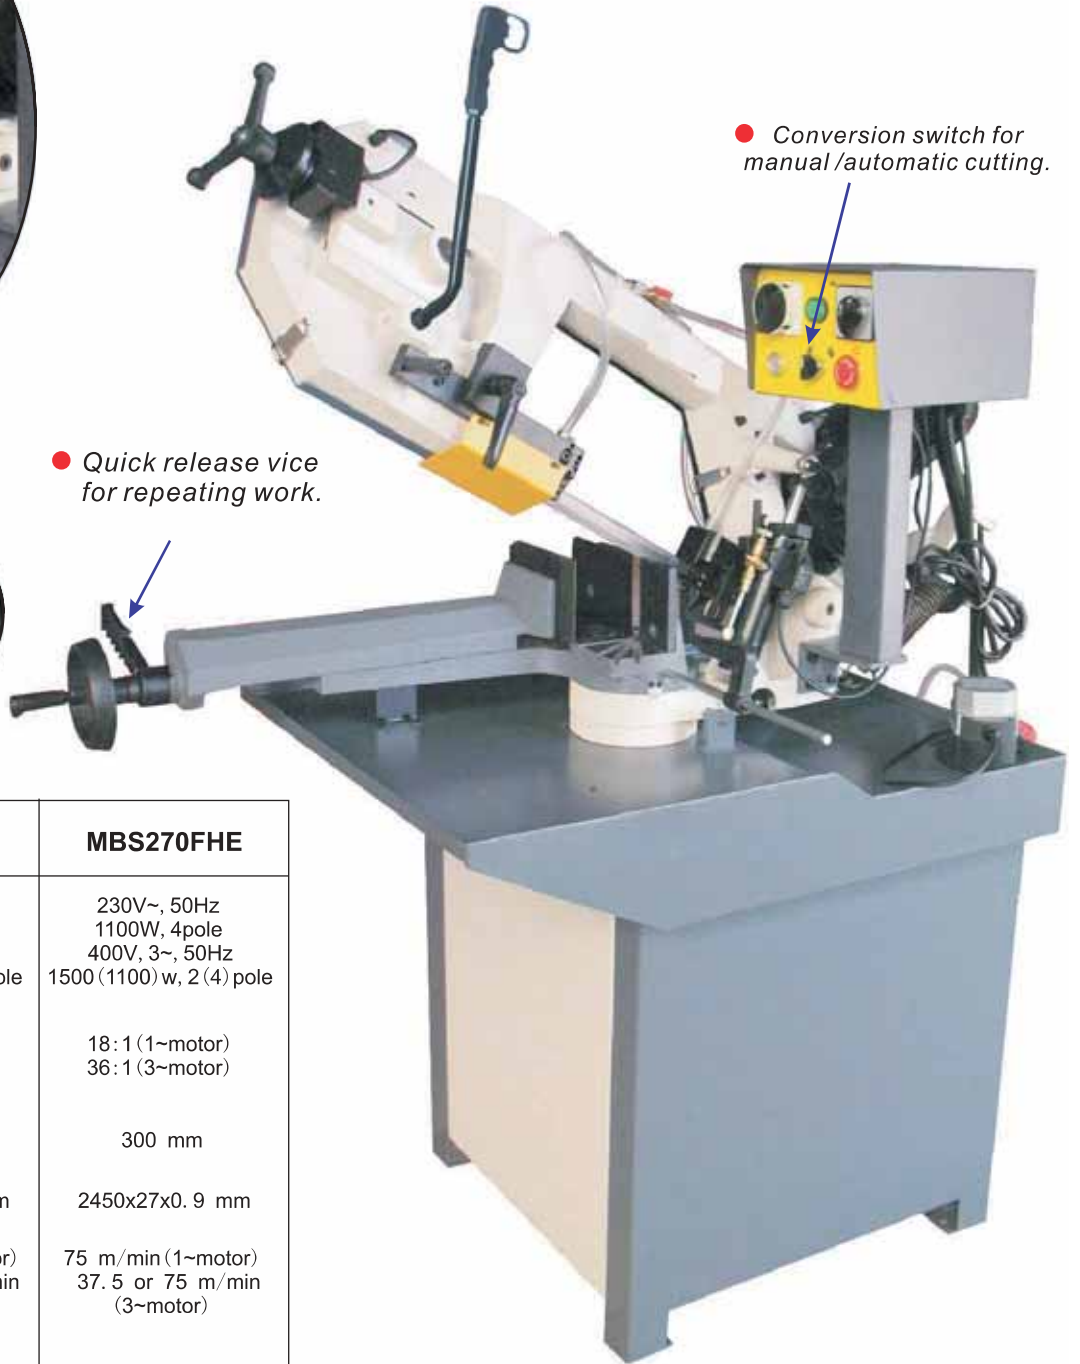 Conversion switch for
manual /automatic cutting.
Quick release vice
for repeating work.
MBS270FHE
230V~, 50Hz
1100W, 4pole
400V, 3~, 50Hz
ole 1500(1100)w, 2(4)pole
18:1(1~motor)
36:1(3~motor)
300 mm
m 2450x27x0.9 mm
or) 75 m/min(1~motor)
min 37.5 or 75 m/min
(3~motor)